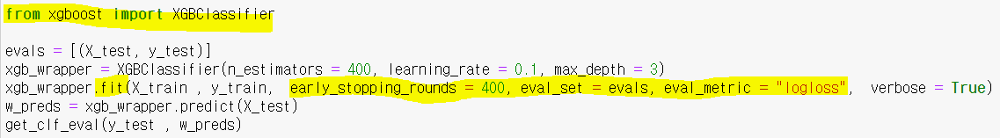 from xgboost import XGBClassifier
evals = [(X_test, y_test)]
xgb_wrapper = XGBClassifier(n_estimators = 400, learning_rate = 0.1, max_depth = 3)
xgb_wrapper.fit(X_train , y_train, early_stopping_rounds = 400, eval_set = evals, eval_metric = "logloss", verbose = True)
w_preds = xgb_wrapper.predict(X_test)
get_clf_eval(y_test , w_preds)